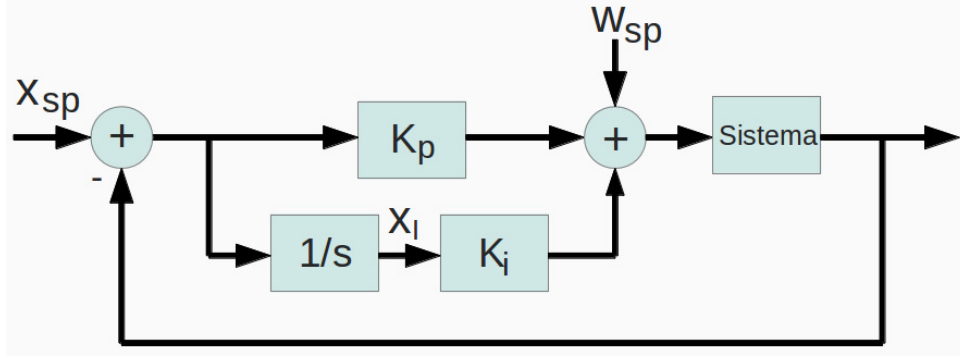 w_sp
x_sp
+
K_p
+
Sistema
-
1/s
x_I
K_i